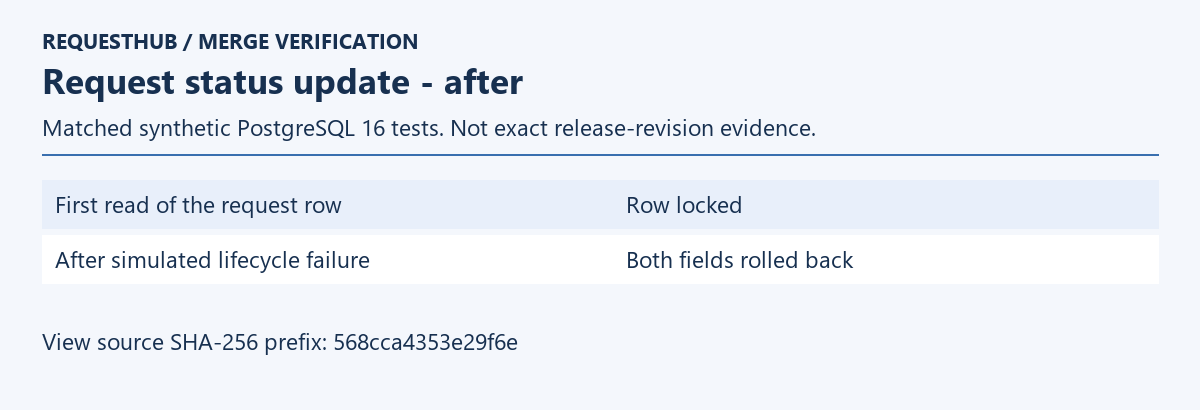 REQUESTHUB / MERGE VERIFICATION
Request status update - after
Matched synthetic PostgreSQL 16 tests. Not exact release-revision evidence.
First read of the request row Row locked
After simulated lifecycle failure Both fields rolled back
View source SHA-256 prefix: 568cca4353e29f6e